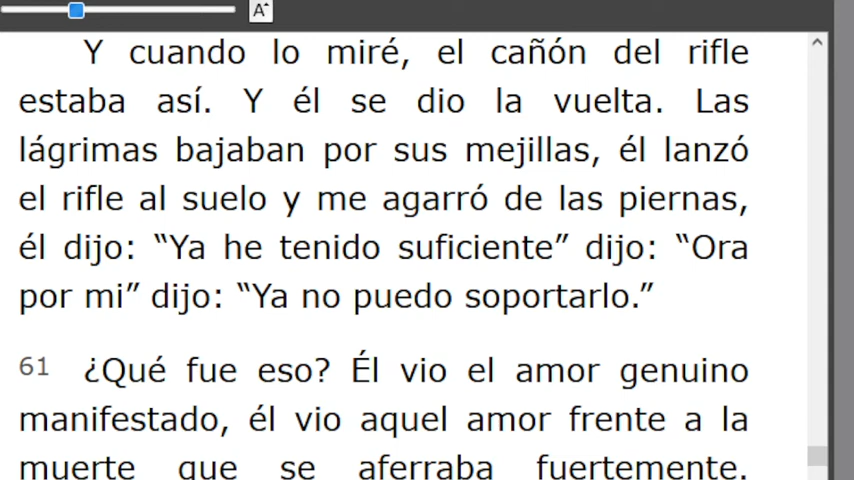 A^
Y cuando lo miré, el cañón del rifle
estaba así. Y él se dio la vuelta. Las
lágrimas bajaban por sus mejillas, él lanzó
el rifle al suelo y me agarró de las piernas,
él dijo: “Ya he tenido suficiente” dijo: “Ora
por mi” dijo: “Ya no puedo soportarlo.”
61 ¿Qué fue eso? Él vio el amor genuino
manifestado, él vio aquel amor frente a la
muerte que se aferraba fuertemente.